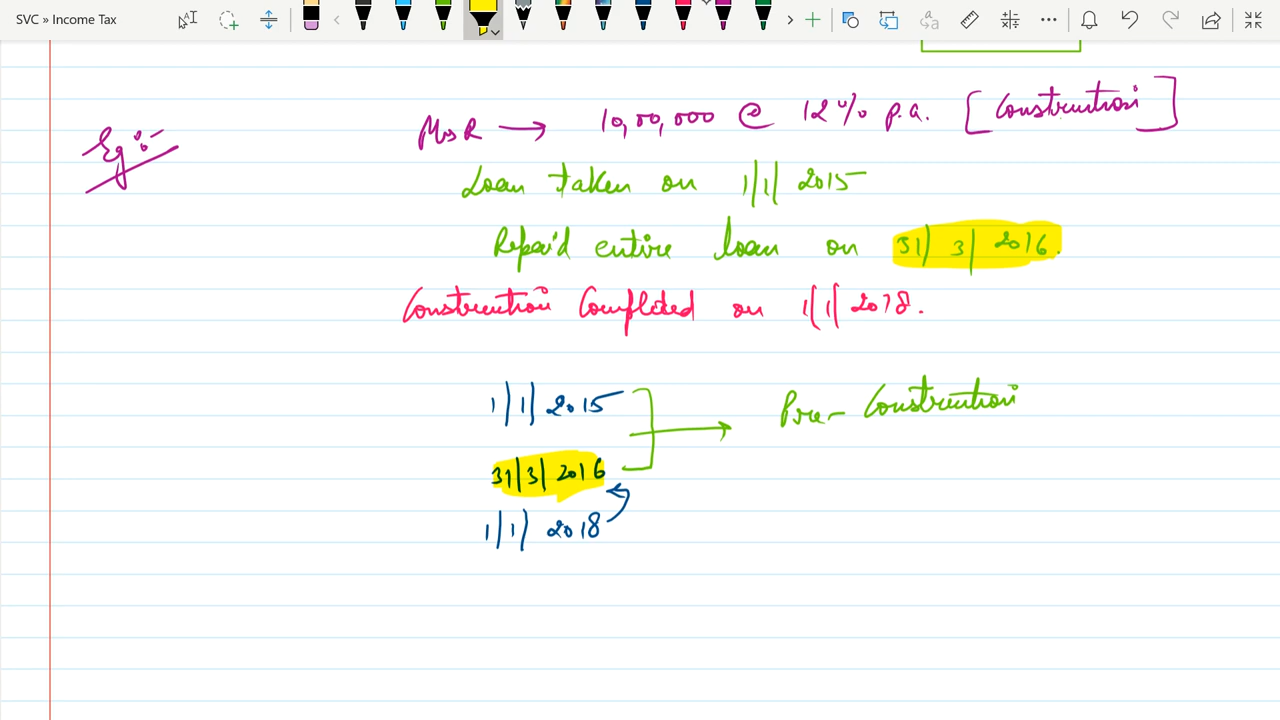 SVC » Income Tax
Eg:-
Mr R → 10,00,000 @ 12% p.a. [Construction]
Loan taken on 1/1/2015
Repaid entire loan on 31/3/2016.
Construction Completed on 1/1/2018.
1/1/2015
Pre-Construction
31/3/2016
1/1/2018